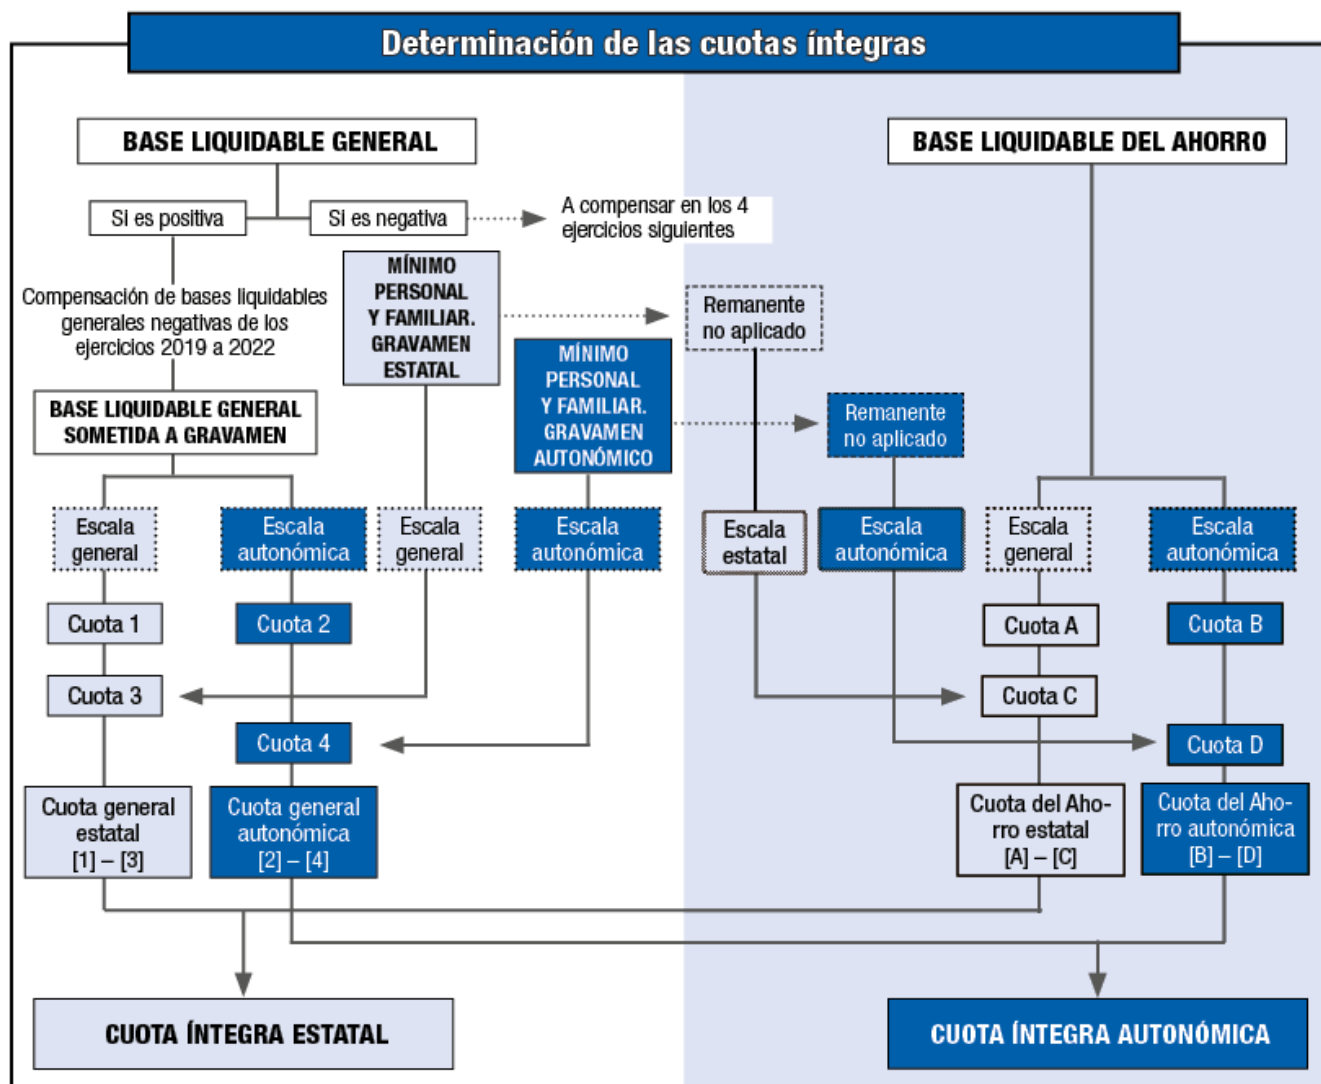 Determinación de las cuotas íntegras
BASE LIQUIDABLE GENERAL
BASE LIQUIDABLE DEL AHORRO
Si es positiva
Si es negativa
A compensar en los 4
ejercicios siguientes
Compensación de bases liquidables
generales negativas de los
ejercicios 2019 a 2022
MÍNIMO
PERSONAL
Y FAMILIAR.
GRAVAMEN
ESTATAL
Remanente
no aplicado
MÍNIMO
PERSONAL
Y FAMILIAR.
GRAVAMEN
AUTONÓMICO
Remanente
no aplicado
BASE LIQUIDABLE GENERAL
SOMETIDA A GRAVAMEN
Escala
general
Escala
autonómica
Escala
general
Escala
autonómica
Escala
estatal
Escala
autonómica
Escala
general
Escala
autonómica
Cuota 1
Cuota 2
Cuota A
Cuota B
Cuota 3
Cuota C
Cuota 4
Cuota D
Cuota general
estatal
[1] – [3]
Cuota general
autonómica
[2] – [4]
Cuota del Aho-
rro estatal
[A] – [C]
Cuota del Aho-
rro autonómica
[B] – [D]
CUOTA ÍNTEGRA ESTATAL
CUOTA ÍNTEGRA AUTONÓMICA